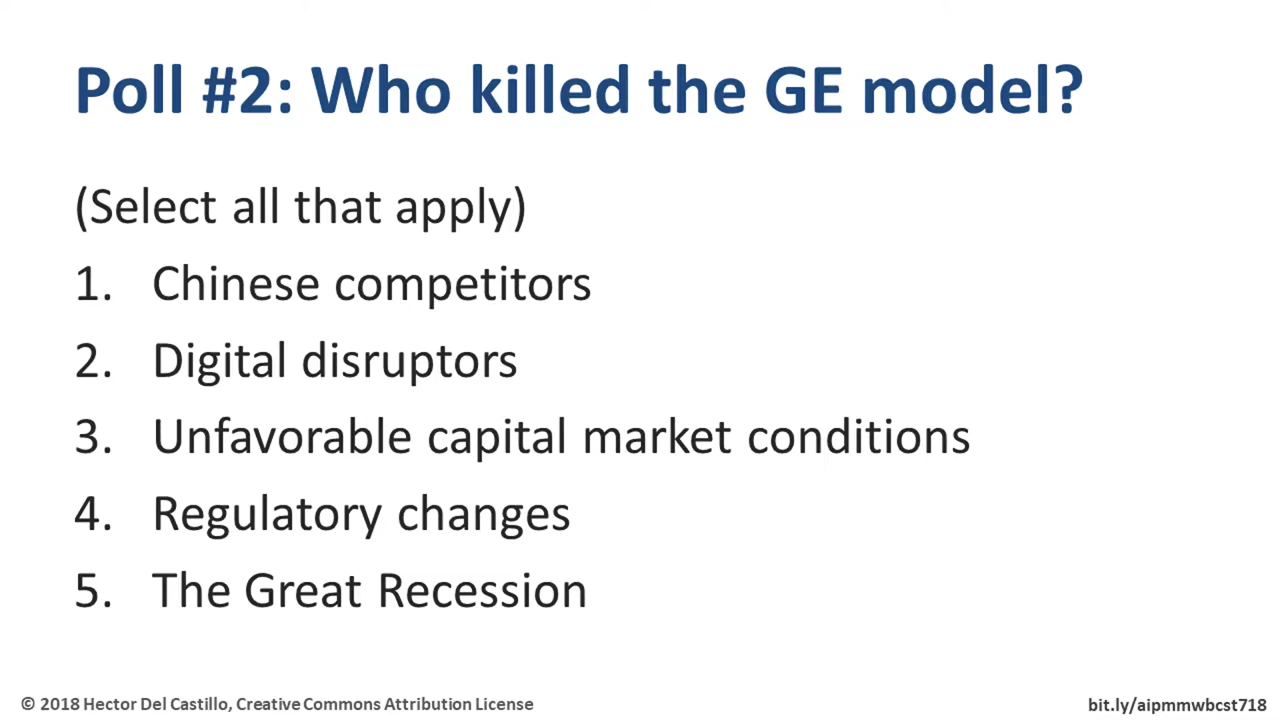 Poll #2: Who killed the GE model?
(Select all that apply)
1. Chinese competitors
2. Digital disruptors
3. Unfavorable capital market conditions
4. Regulatory changes
5. The Great Recession
© 2018 Hector Del Castillo, Creative Commons Attribution License
bit.ly/aipmmwbcst718